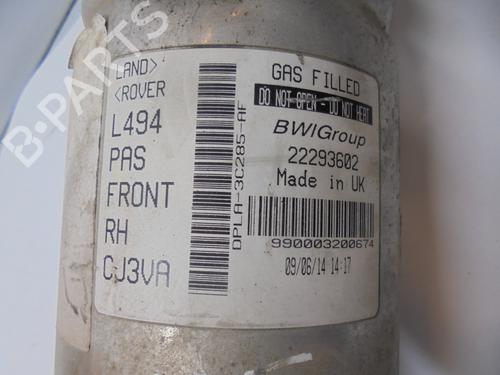 LAND>
<ROVER
L494
PAS
FRONT
RH
CJ3VA
DPLA-3C285-AF
GAS FILLED
DO NOT OPEN - DO NOT HEAT
BWIGroup
22293602
Made in UK
990003200674
09/06/14 14:17
B-PARTS